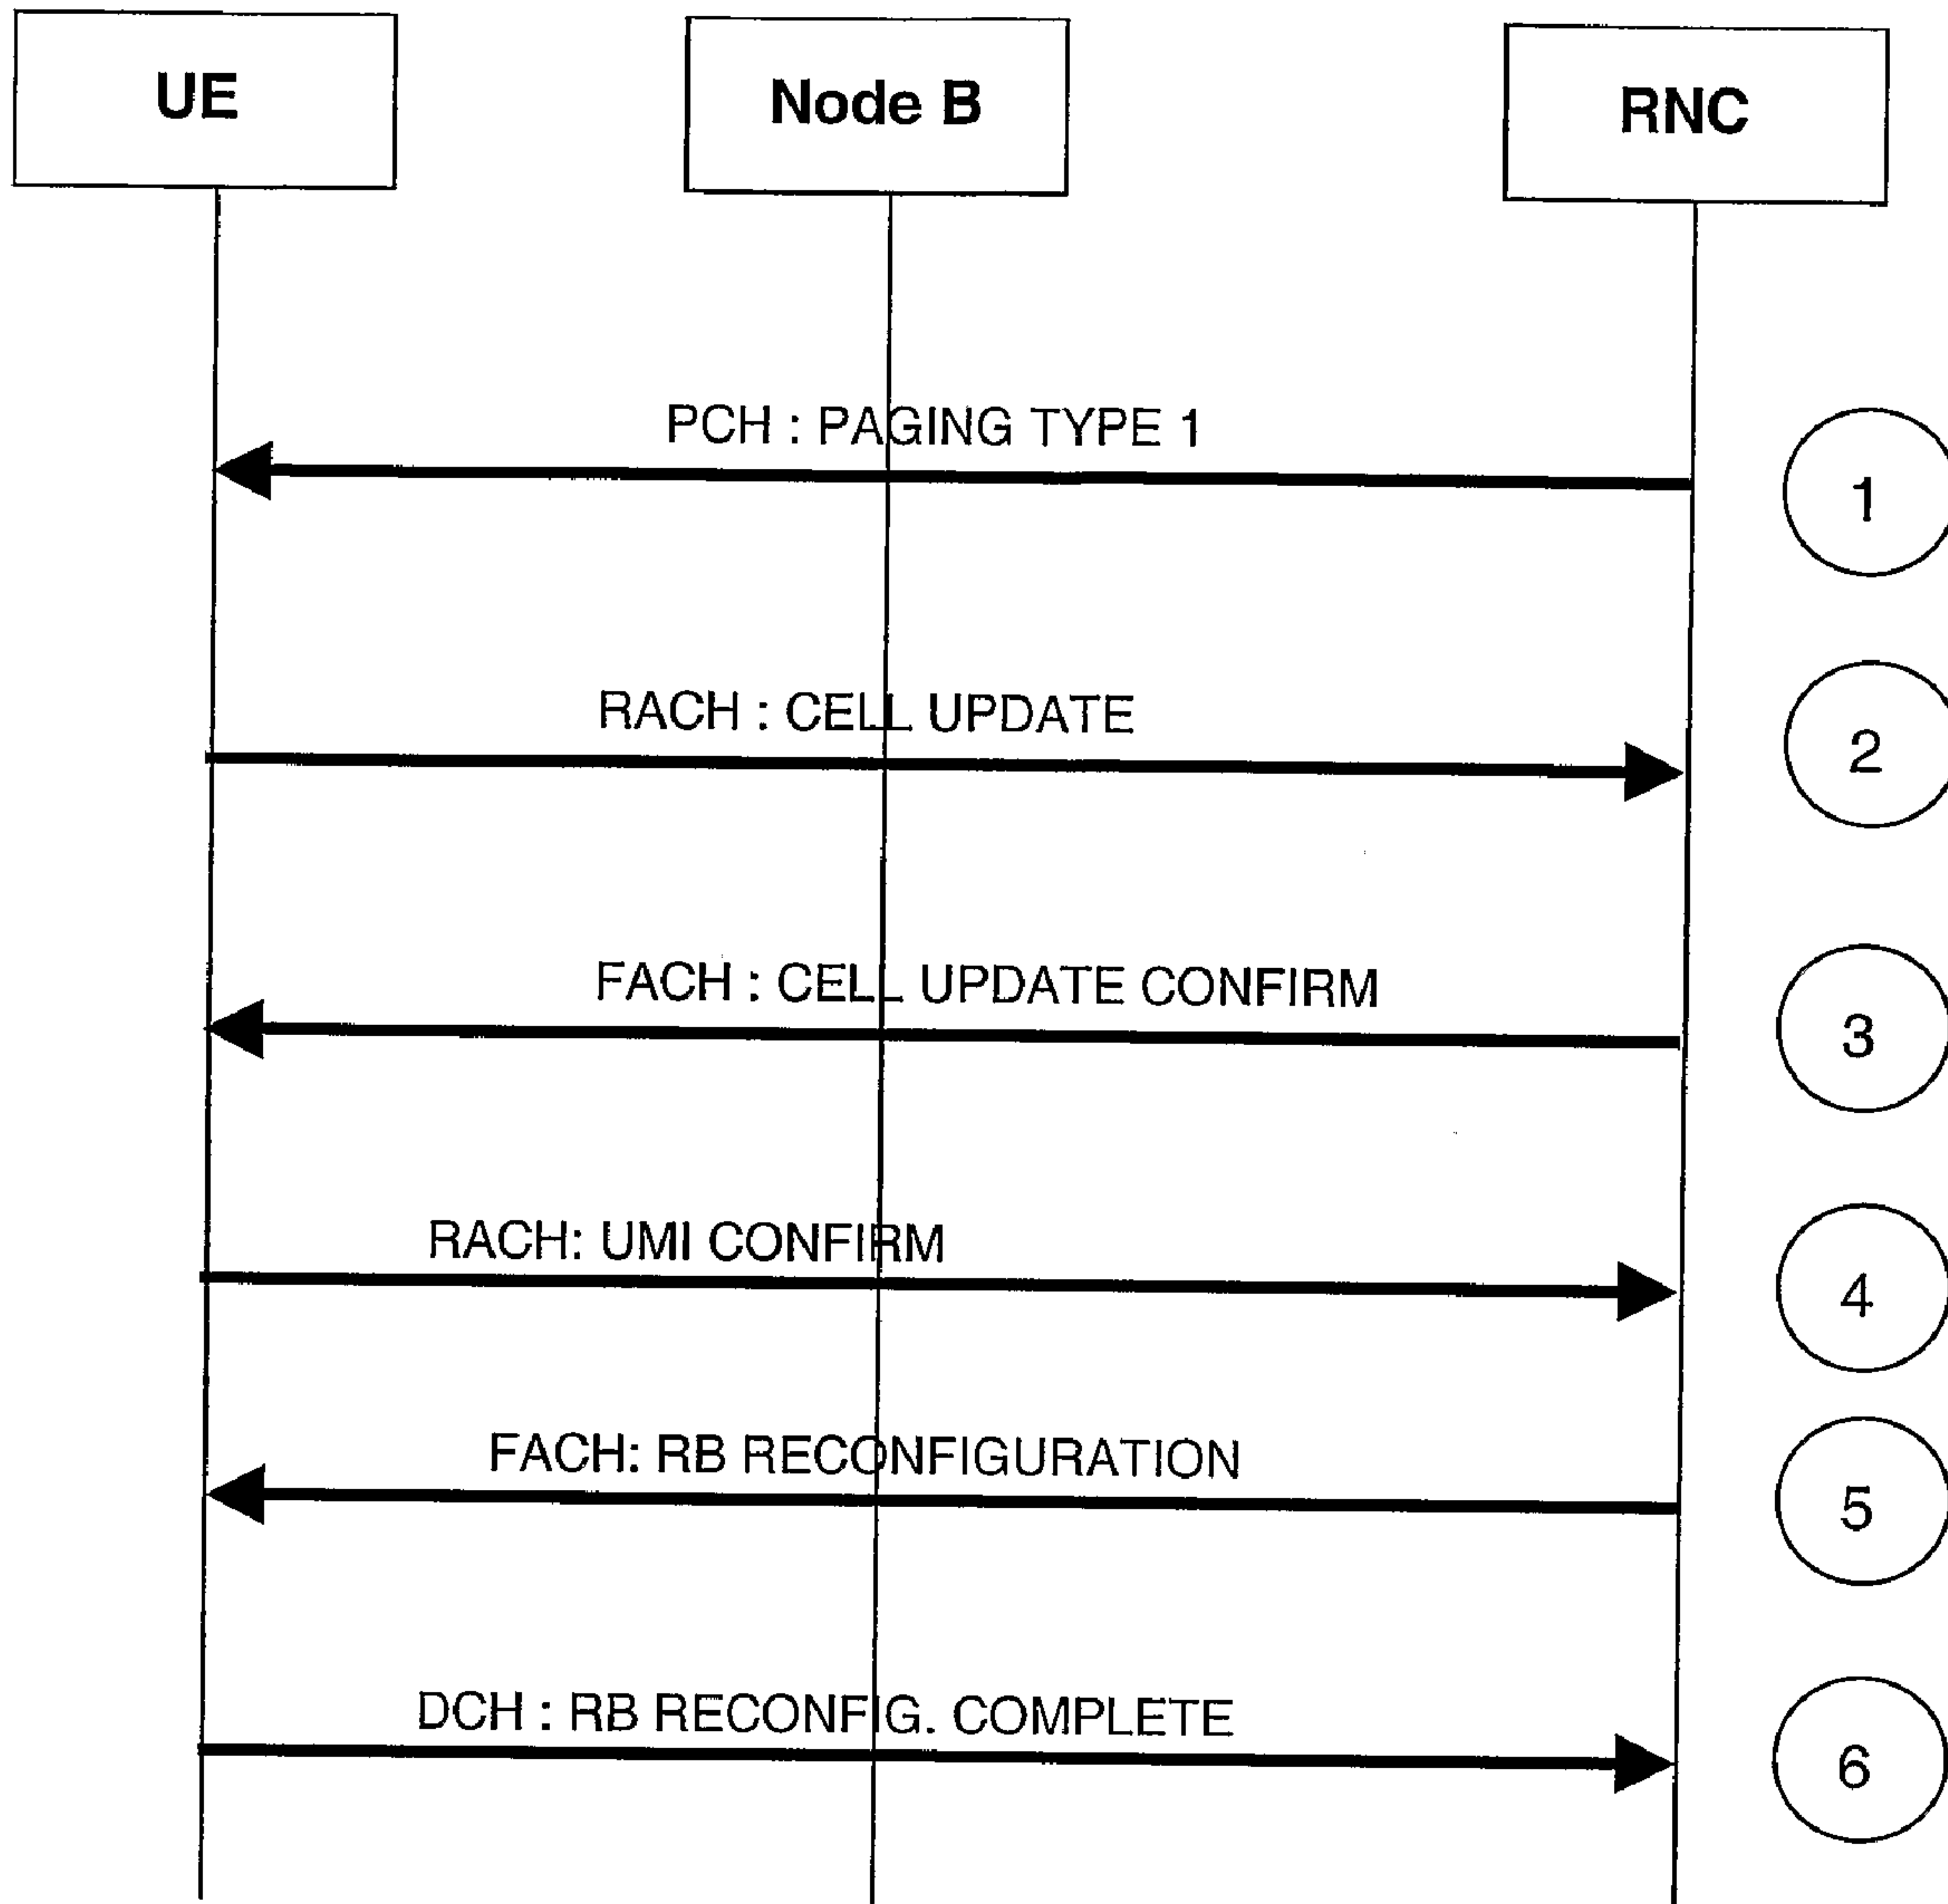 UE
Node B
RNC
PCH : PAGING TYPE 1
1
RACH : CELL UPDATE
2
FACH : CELL UPDATE CONFIRM
3
RACH: UMI CONFIRM
4
FACH: RB RECONFIGURATION
5
DCH : RB RECONFIG. COMPLETE
6